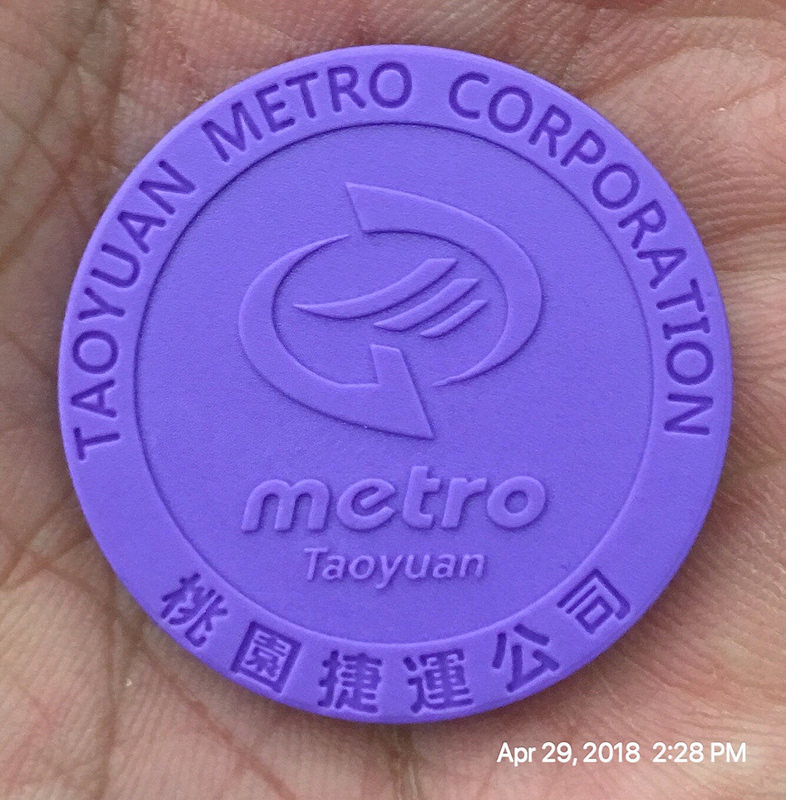 TAOYUAN METRO CORPORATION
metro
Taoyuan
桃園捷運公司
Apr 29, 2018 2:28 PM